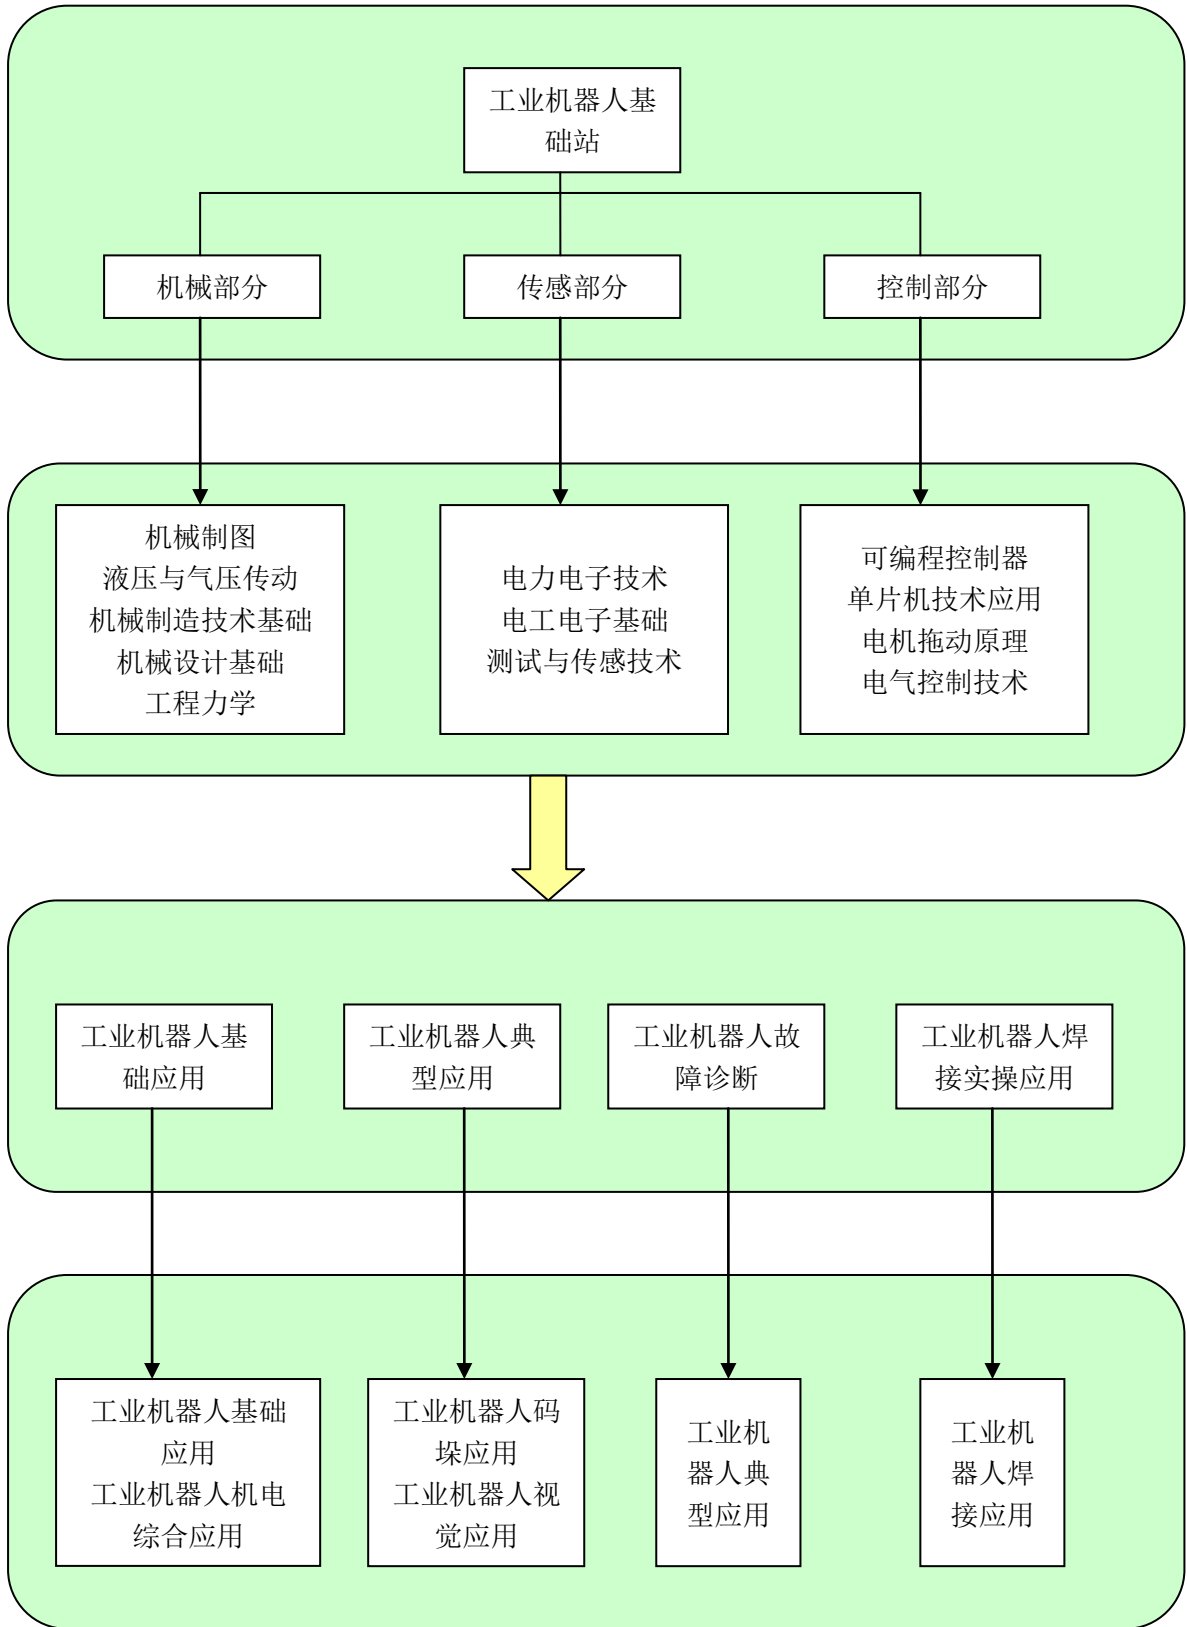 工业机器人基
础站
机械部分
传感部分
控制部分
机械制图
液压与气压传动
机械制造技术基础
机械设计基础
工程力学
电力电子技术
电工电子基础
测试与传感技术
可编程控制器
单片机技术应用
电机拖动原理
电气控制技术
工业机器人基
础应用
工业机器人典
型应用
工业机器人故
障诊断
工业机器人焊
接实操应用
工业机器人基础
应用
工业机器人机电
综合应用
工业机器人码
垛应用
工业机器人视
觉应用
工业机
器人典
型应用
工业机
器人焊
接应用